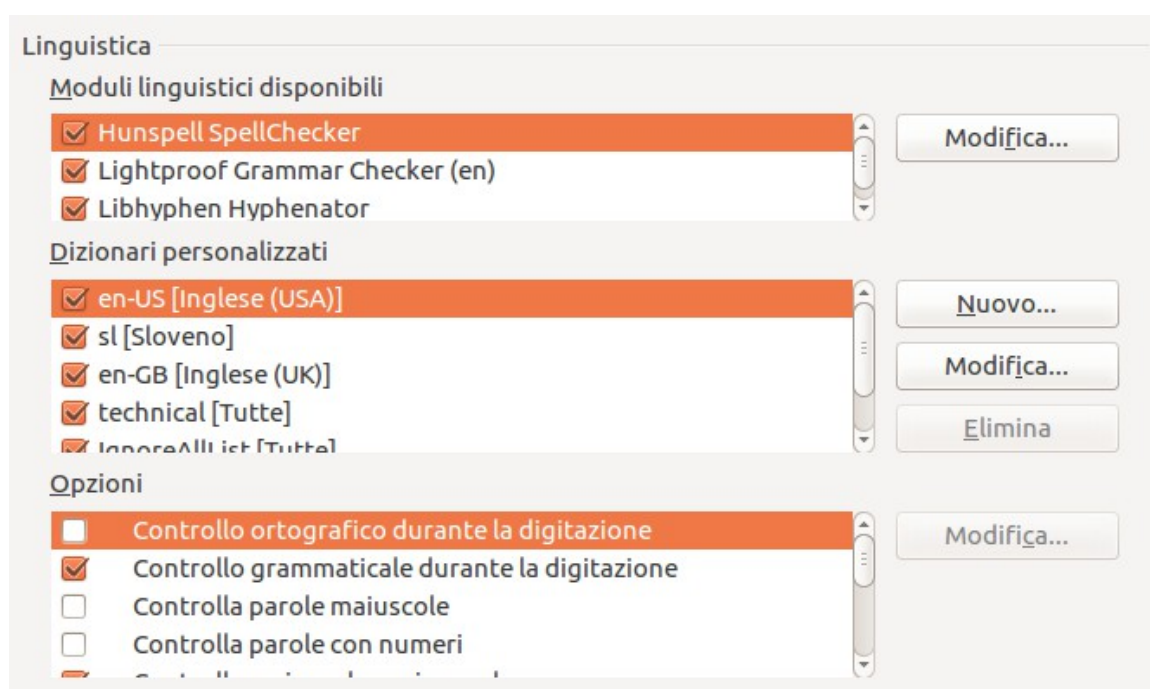 Linguistica
Moduli linguistici disponibili
Hunspell SpellChecker
Modifica...
Lightproof Grammar Checker (en)
Libhyphen Hyphenator
Dizionari personalizzati
en-US [Inglese (USA)]
Nuovo...
sl [Sloveno]
en-GB [Inglese (UK)]
Modifica...
technical [Tutte]
Elimina
IgnoreAllList [Tutte]
Opzioni
Controllo ortografico durante la digitazione
Modifica...
Controllo grammaticale durante la digitazione
Controlla parole maiuscole
Controlla parole con numeri